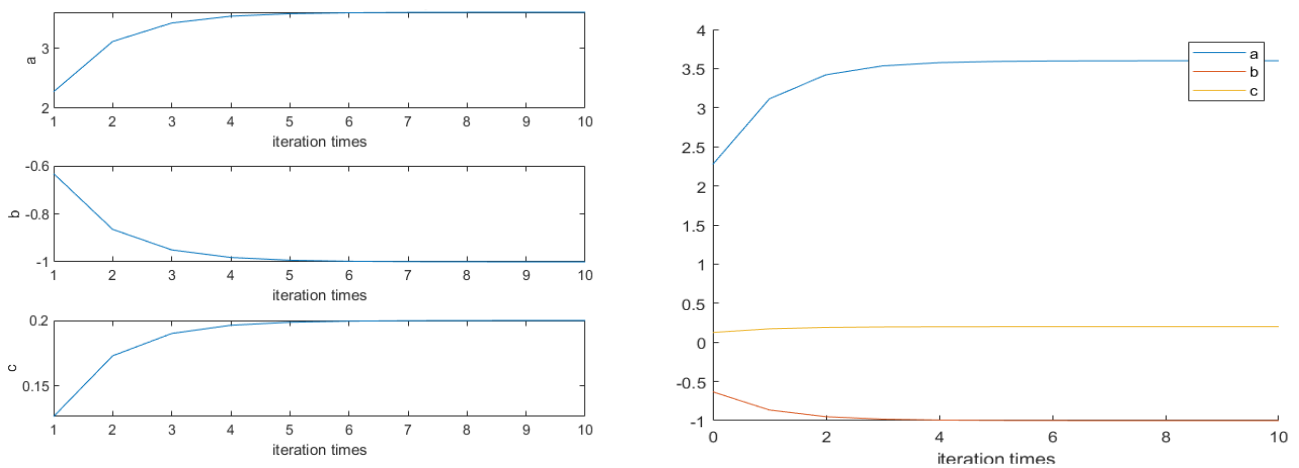 a
3
2
1 2 3 4 5 6 7 8 9 10
iteration times
b
-0.6
-0.8
-1
1 2 3 4 5 6 7 8 9 10
iteration times
c
0.2
0.15
1 2 3 4 5 6 7 8 9 10
iteration times
4
3.5
3
2.5
2
1.5
1
0.5
0
-0.5
-1
0 2 4 6 8 10
iteration times
a
b
c